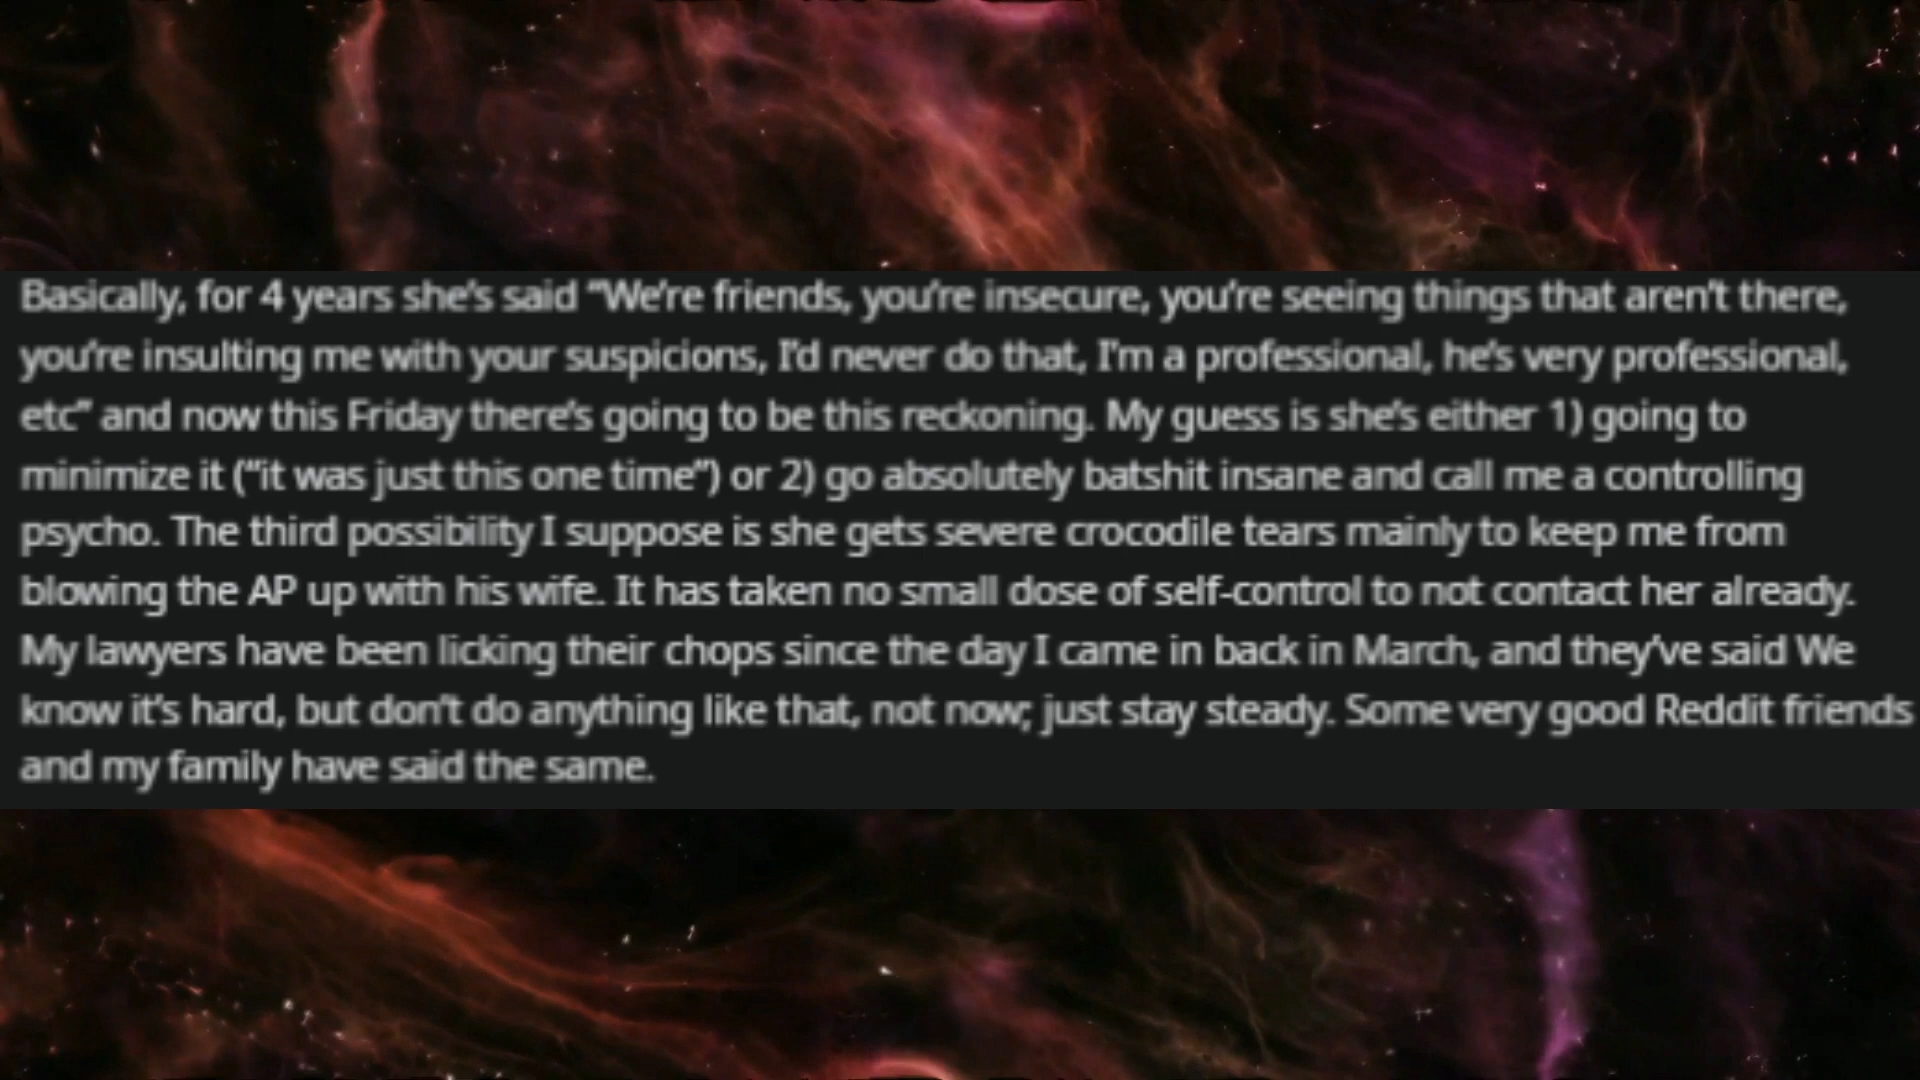 Basically, for 4 years she's said “We're friends, you're insecure, you're seeing things that aren't there,
you're insulting me with your suspicions, I'd never do that, I'm a professional, he's very professional,
etc” and now this Friday there's going to be this reckoning. My guess is she's either 1) going to
minimize it (“it was just this one time”) or 2) go absolutely batshit insane and call me a controlling
psycho. The third possibility I suppose is she gets severe crocodile tears mainly to keep me from
blowing the AP up with his wife. It has taken no small dose of self-control to not contact her already.
My lawyers have been licking their chops since the day I came in back in March, and they've said We
know it's hard, but don't do anything like that, not now; just stay steady. Some very good Reddit friends
and my family have said the same.